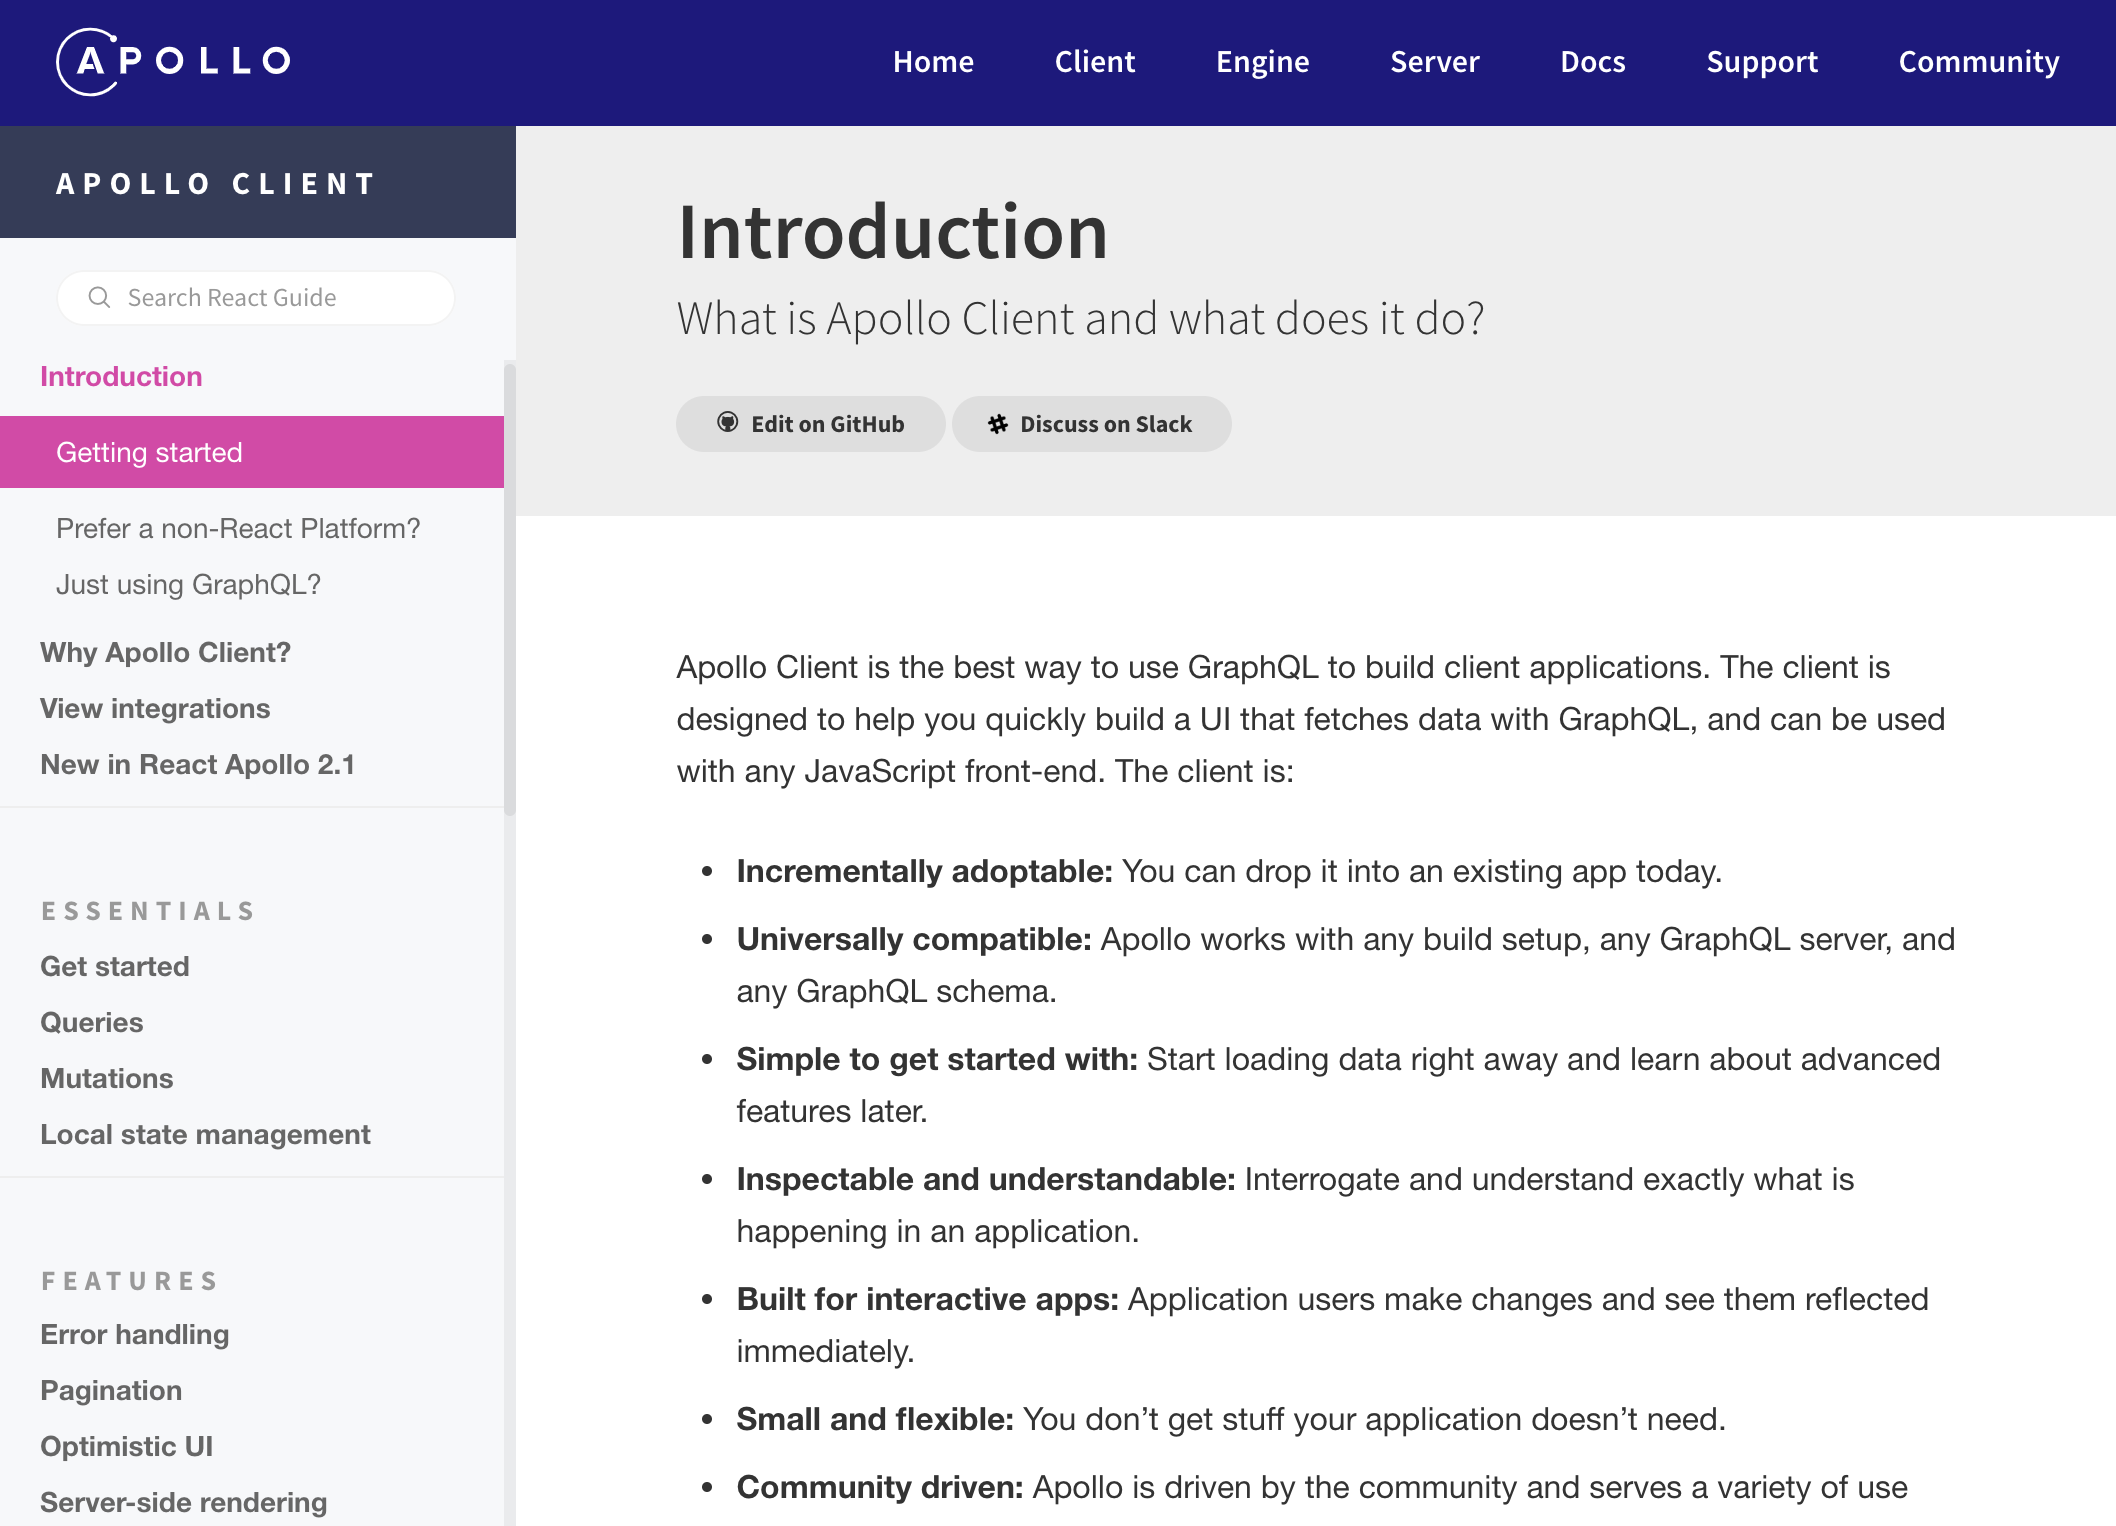 APOLLO
Home Client Engine Server Docs Support Community
APOLLO CLIENT
Search React Guide
Introduction
Getting started
Prefer a non-React Platform?
Just using GraphQL?
Why Apollo Client?
View integrations
New in React Apollo 2.1
ESSENTIALS
Get started
Queries
Mutations
Local state management
FEATURES
Error handling
Pagination
Optimistic UI
Server-side rendering
Introduction
What is Apollo Client and what does it do?
Edit on GitHub Discuss on Slack
Apollo Client is the best way to use GraphQL to build client applications. The client is
designed to help you quickly build a UI that fetches data with GraphQL, and can be used
with any JavaScript front-end. The client is:
• Incrementally adoptable: You can drop it into an existing app today.
• Universally compatible: Apollo works with any build setup, any GraphQL server, and
any GraphQL schema.
• Simple to get started with: Start loading data right away and learn about advanced
features later.
• Inspectable and understandable: Interrogate and understand exactly what is
happening in an application.
• Built for interactive apps: Application users make changes and see them reflected
immediately.
• Small and flexible: You don’t get stuff your application doesn’t need.
• Community driven: Apollo is driven by the community and serves a variety of use